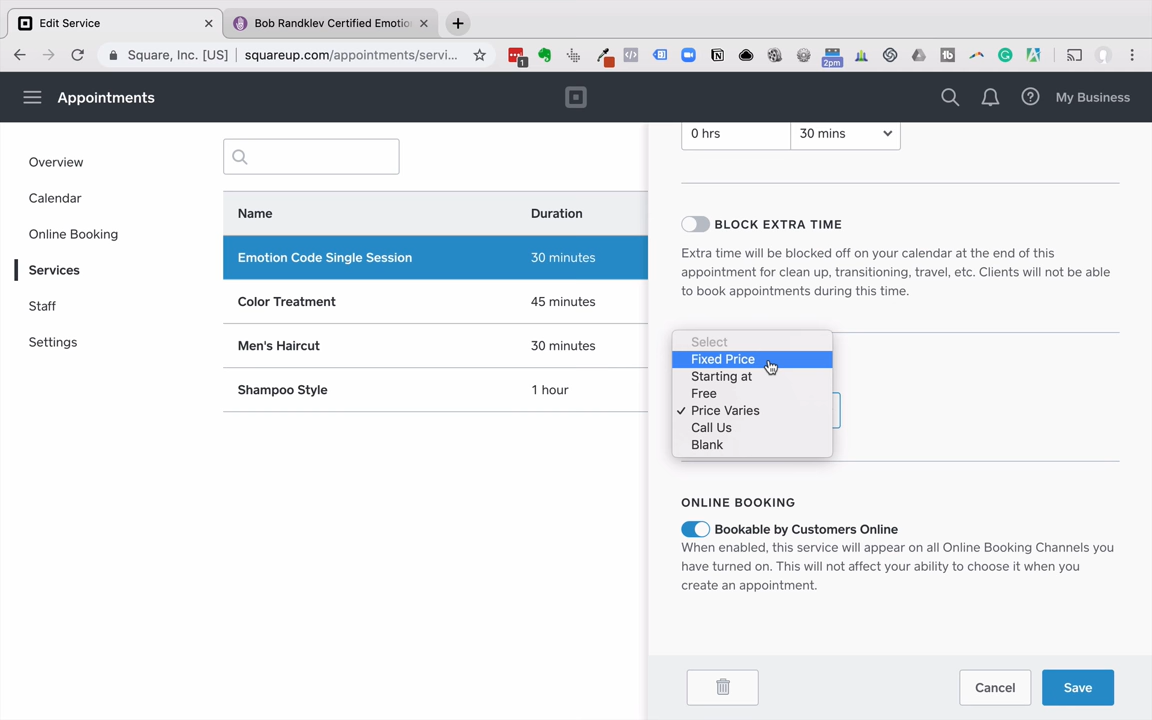 Edit Service
Bob Randklev Certified Emotio
Square, Inc. [US] | squareup.com/appointments/servi...
1
2pm
Appointments
My Business
Overview
Calendar
Online Booking
Services
Staff
Settings
Name Duration
Emotion Code Single Session 30 minutes
Color Treatment 45 minutes
Men's Haircut 30 minutes
Shampoo Style 1 hour
0 hrs 30 mins
BLOCK EXTRA TIME
Extra time will be blocked off on your calendar at the end of this
appointment for clean up, transitioning, travel, etc. Clients will not be able
to book appointments during this time.
Select
Fixed Price
Starting at
Free
Price Varies
Call Us
Blank
ONLINE BOOKING
Bookable by Customers Online
When enabled, this service will appear on all Online Booking Channels you
have turned on. This will not affect your ability to choose it when you
create an appointment.
Cancel Save